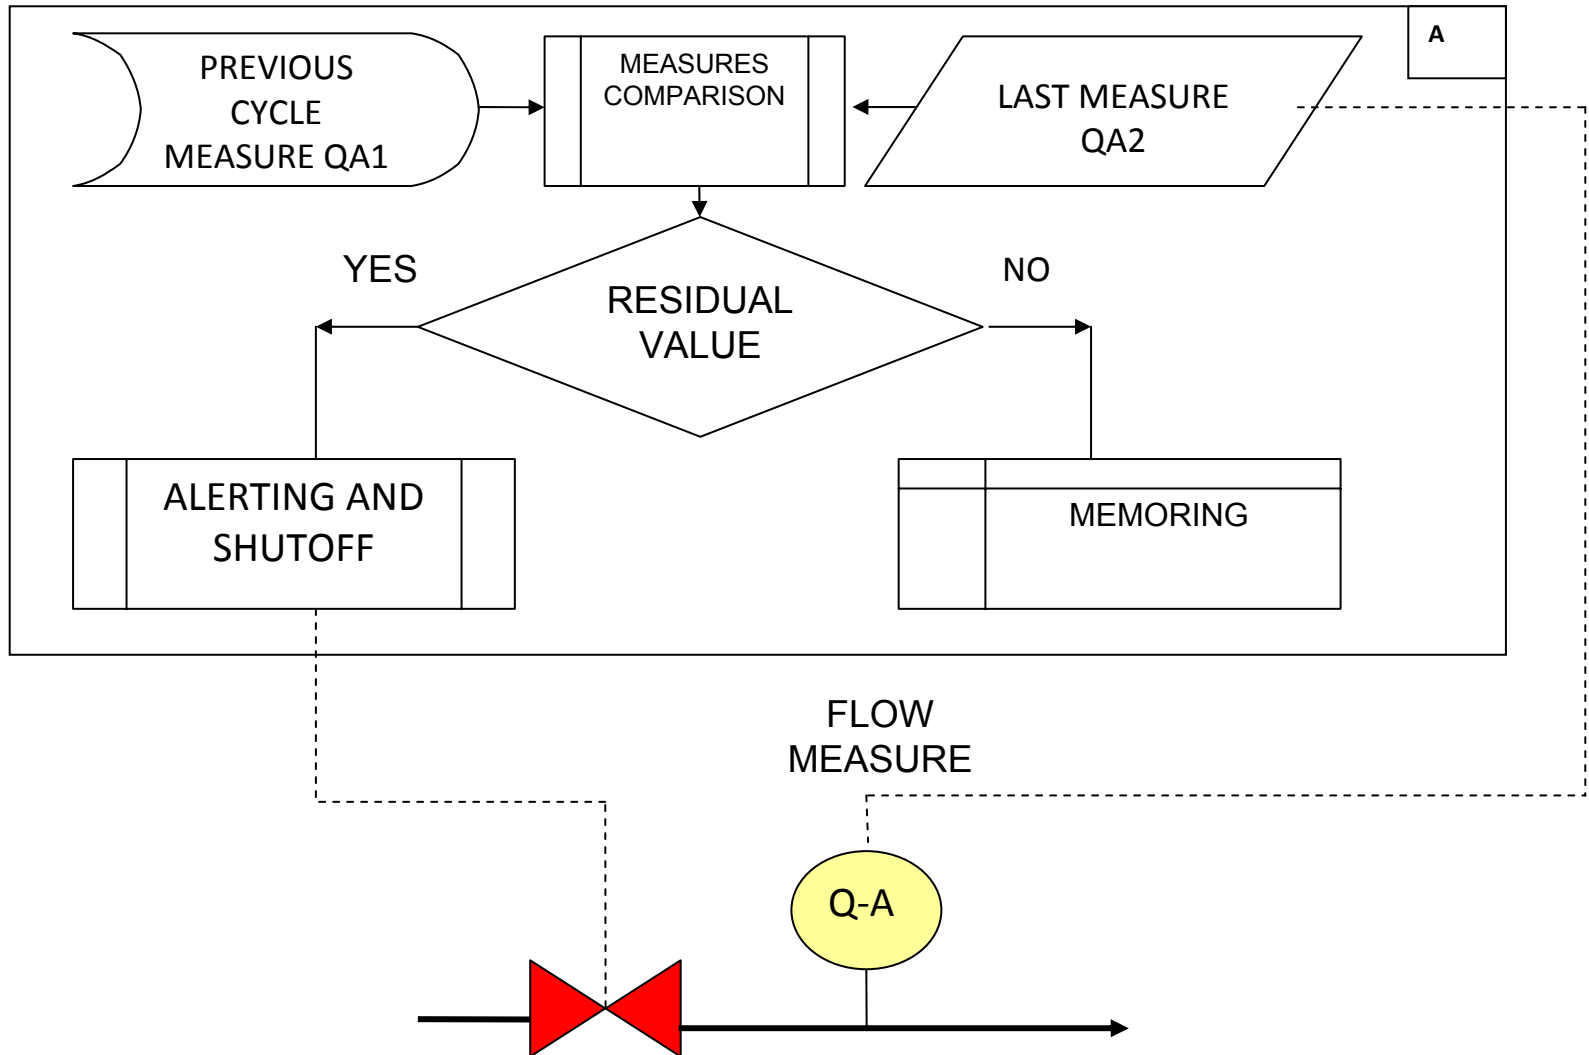 A
PREVIOUS
CYCLE
MEASURE QA1
MEASURES
COMPARISON
LAST MEASURE
QA2
YES
NO
RESIDUAL
VALUE
ALERTING AND
SHUTOFF
MEMORING
FLOW
MEASURE
Q-A